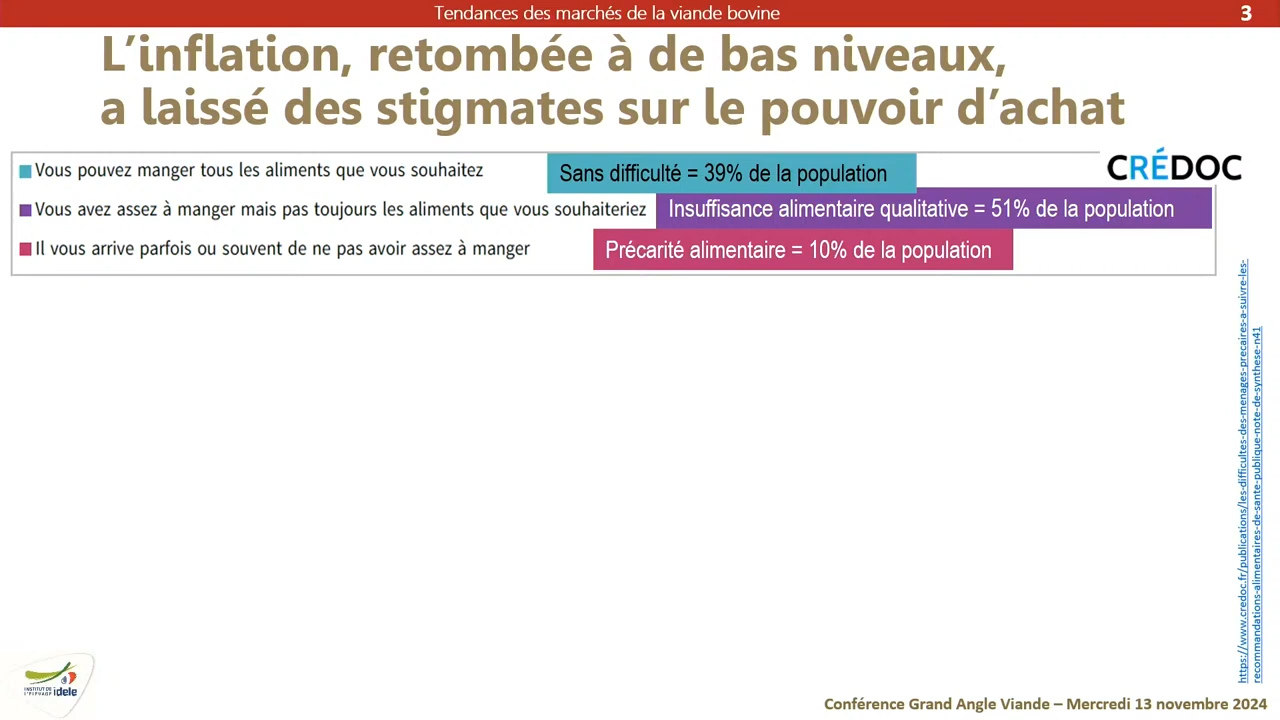 Tendances des marchés de la viande bovine
3
L’inflation, retombée à de bas niveaux,
a laissé des stigmates sur le pouvoir d’achat
Vous pouvez manger tous les aliments que vous souhaitez
Sans difficulté = 39% de la population
CRÉDOC
Vous avez assez à manger mais pas toujours les aliments que vous souhaiteriez
Insuffisance alimentaire qualitative = 51% de la population
Il vous arrive parfois ou souvent de ne pas avoir assez à manger
Précarité alimentaire = 10% de la population
https://www.credoc.fr/publications/les-difficultes-des-menages-precaires-a-suivre-les-
recommandations-alimentaires-de-sante-publique-note-de-synthese-n41
INSTITUT DE
L'ÉLEVAGE idele
Conférence Grand Angle Viande – Mercredi 13 novembre 2024